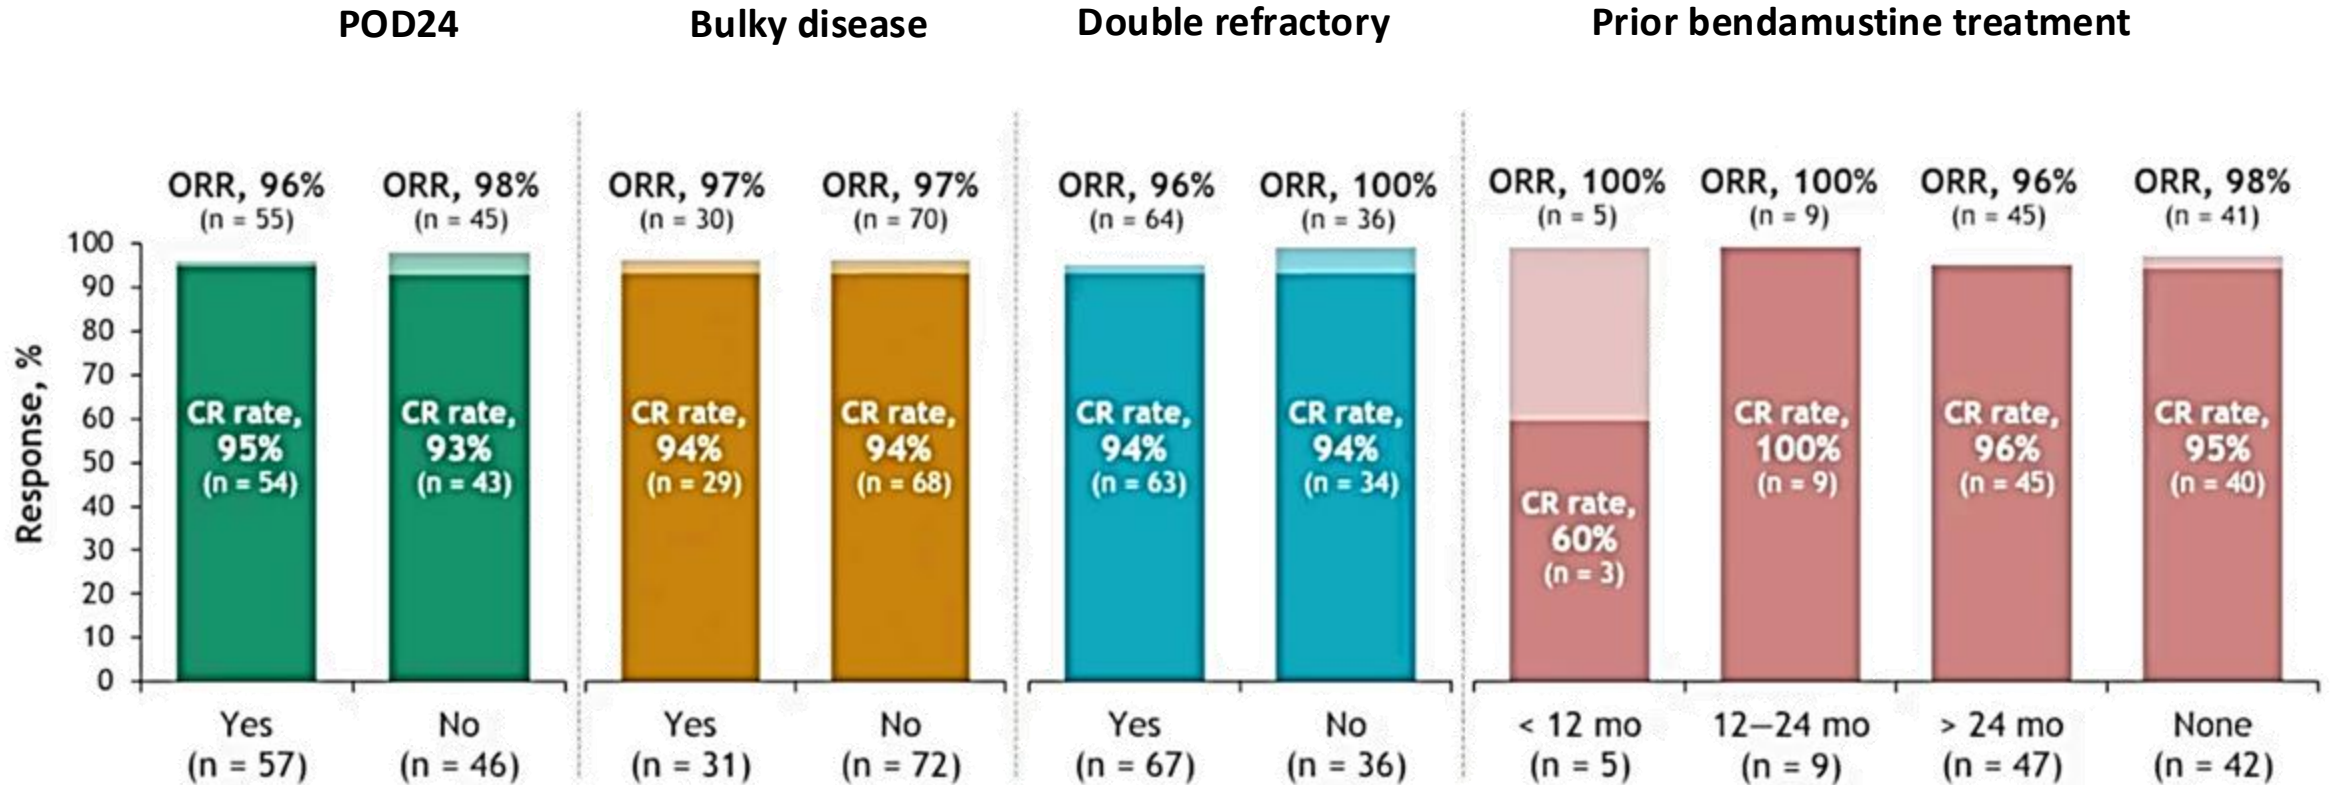 POD24
Bulky disease
Double refractory
Prior bendamustine treatment
ORR, 96%
(n = 55)
ORR, 98%
(n = 45)
ORR, 97%
(n = 30)
ORR, 97%
(n = 70)
ORR, 96%
(n = 64)
ORR, 100%
(n = 36)
ORR, 100%
(n = 5)
ORR, 100%
(n = 9)
ORR, 96%
(n = 45)
ORR, 98%
(n = 41)
Response, %
100
90
80
70
60
50
40
30
20
10
0
CR rate,
95%
(n = 54)
CR rate,
93%
(n = 43)
CR rate,
94%
(n = 29)
CR rate,
94%
(n = 68)
CR rate,
94%
(n = 63)
CR rate,
94%
(n = 34)
CR rate,
60%
(n = 3)
CR rate,
100%
(n = 9)
CR rate,
96%
(n = 45)
CR rate,
95%
(n = 40)
Yes
(n = 57)
No
(n = 46)
Yes
(n = 31)
No
(n = 72)
Yes
(n = 67)
No
(n = 36)
< 12 mo
(n = 5)
12–24 mo
(n = 9)
> 24 mo
(n = 47)
None
(n = 42)